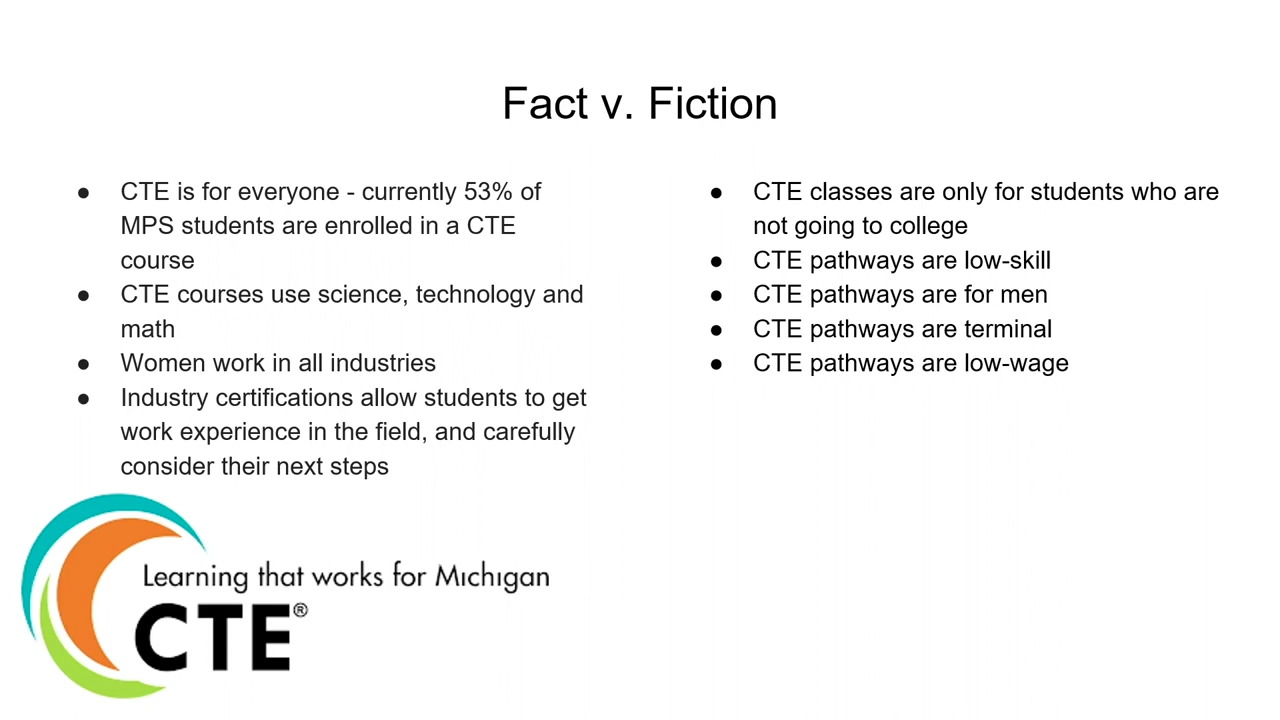 Fact v. Fiction
● CTE is for everyone - currently 53% of
MPS students are enrolled in a CTE
course
● CTE courses use science, technology and
math
● Women work in all industries
● Industry certifications allow students to get
work experience in the field, and carefully
consider their next steps
● CTE classes are only for students who are
not going to college
● CTE pathways are low-skill
● CTE pathways are for men
● CTE pathways are terminal
● CTE pathways are low-wage
Learning that works for Michigan
CTE®